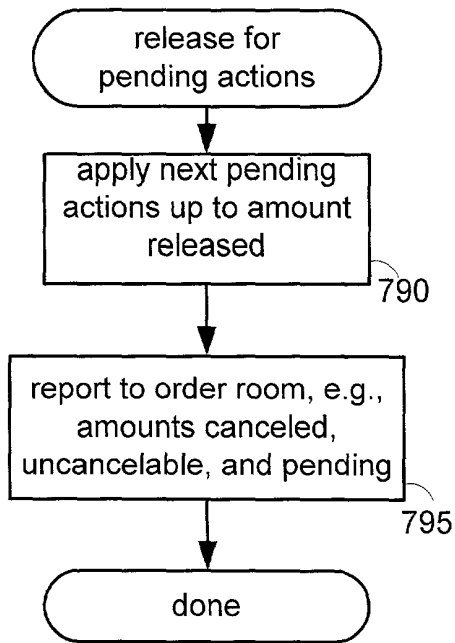 release for
pending actions
apply next pending
actions up to amount
released
790
report to order room, e.g.,
amounts canceled,
uncancelable, and pending
795
done